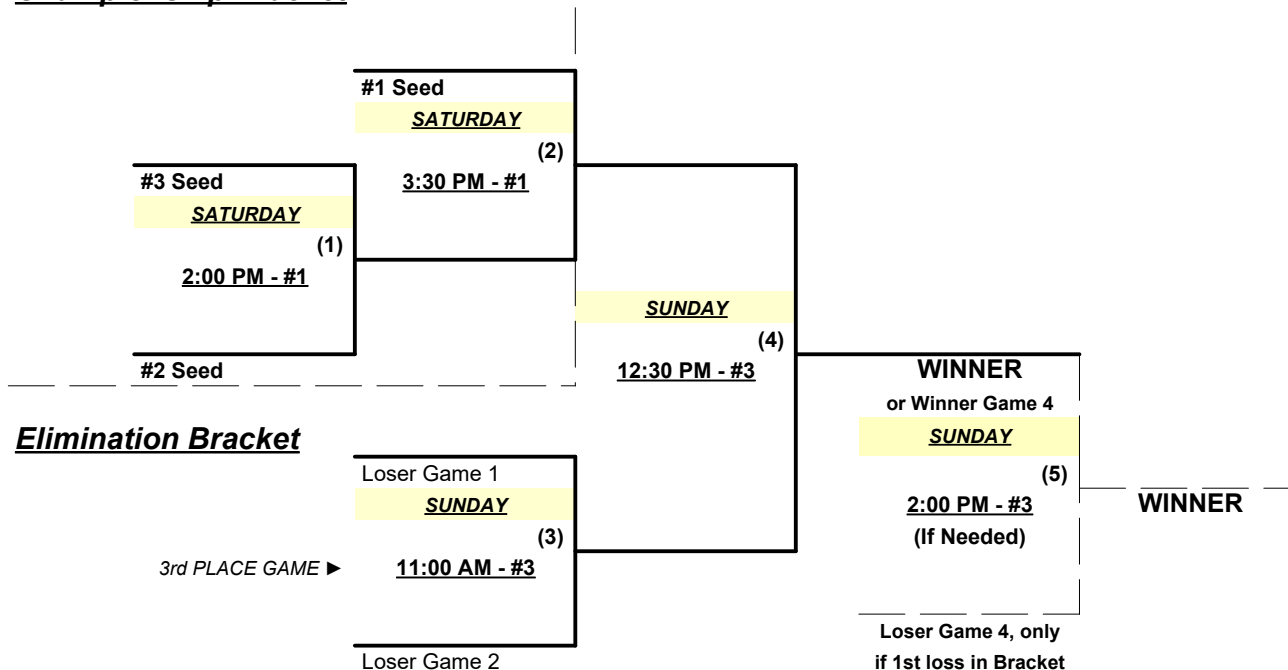 #1 Seed
SATURDAY
(2)
3:30 PM - #1
#3 Seed
SATURDAY
(1)
2:00 PM - #1
#2 Seed
SUNDAY
(4)
12:30 PM - #3
WINNER
or Winner Game 4
SUNDAY
(5)
2:00 PM - #3
(If Needed)
WINNER
Loser Game 4, only
if 1st loss in Bracket
Elimination Bracket
Loser Game 1
SUNDAY
(3)
3rd PLACE GAME ► 11:00 AM - #3
Loser Game 2